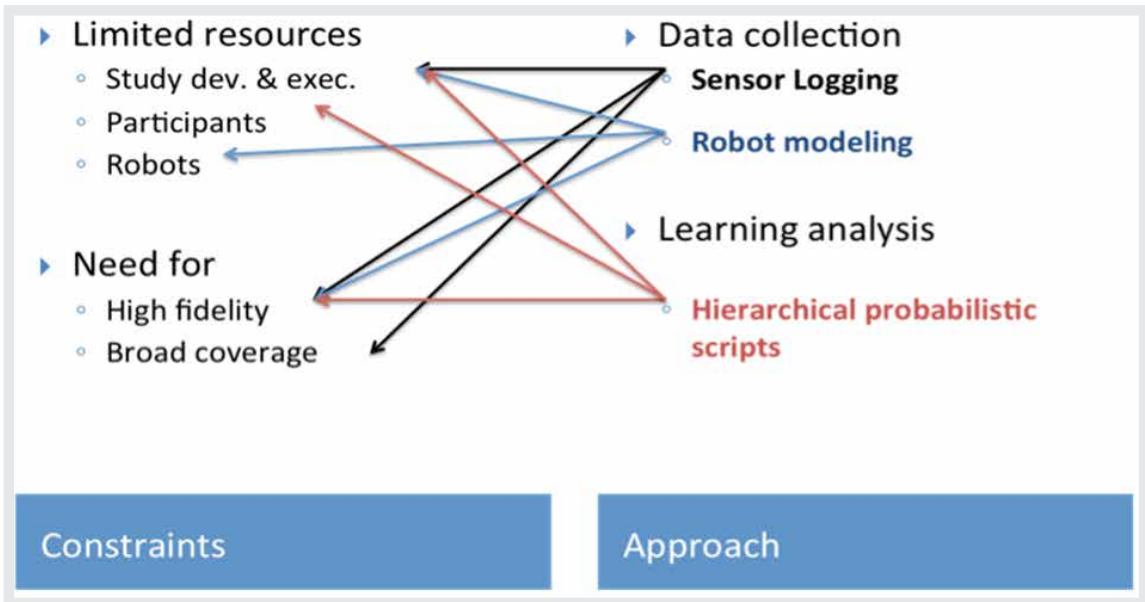 Limited resources
Study dev. & exec.
Participants
Robots
Need for
High fidelity
Broad coverage
Data collection
Sensor Logging
Robot modeling
Learning analysis
Hierarchical probabilistic
scripts
Constraints
Approach